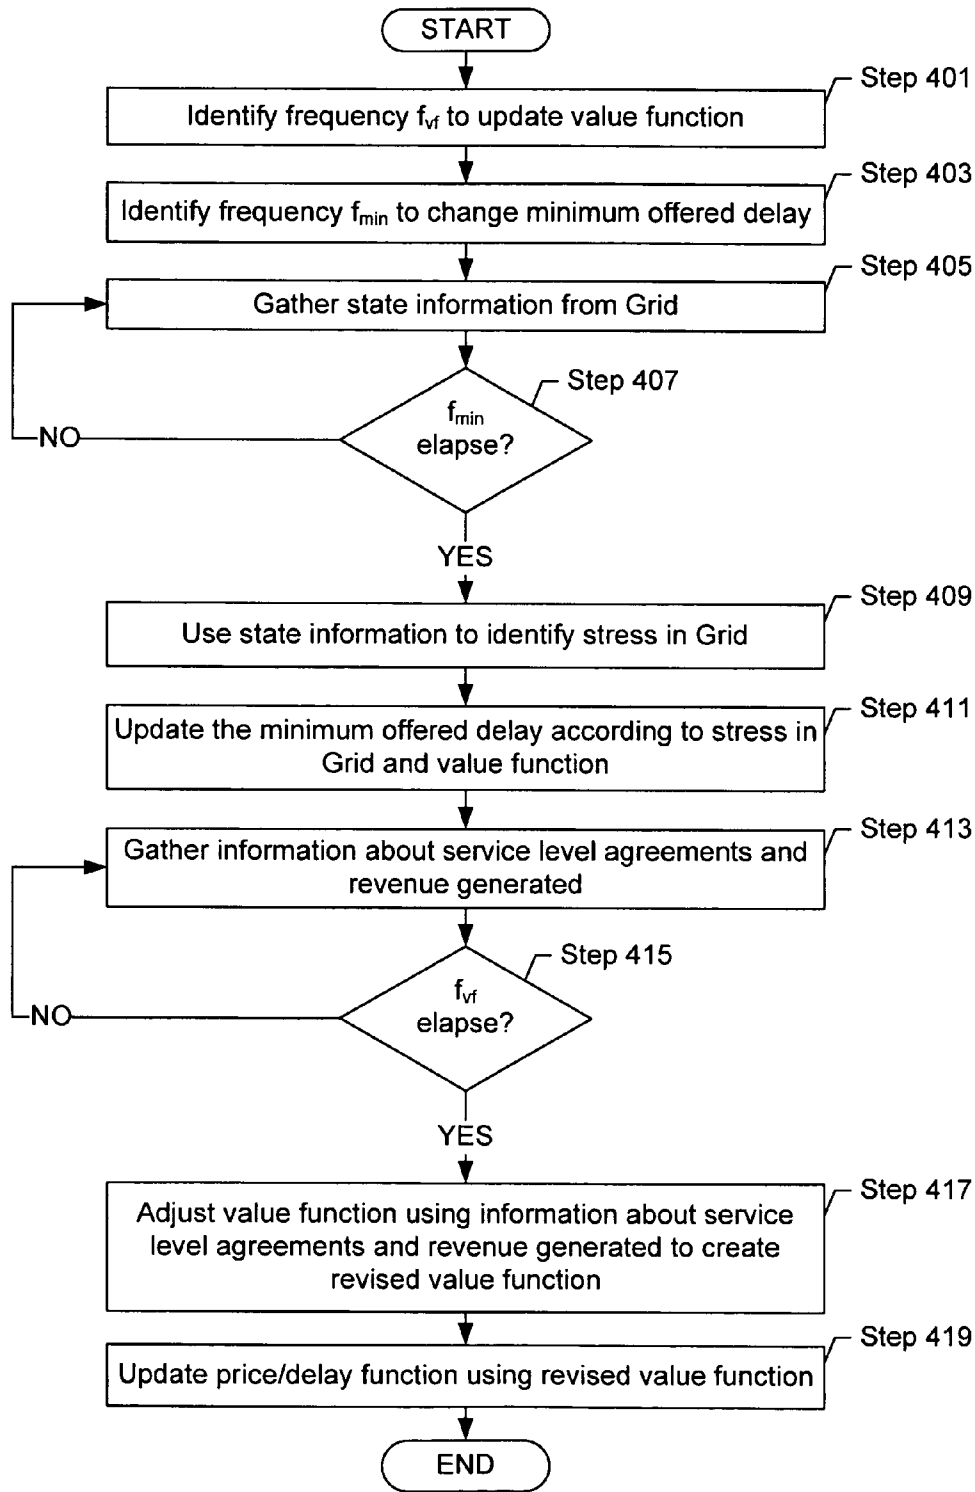 START
Step 401
Identify frequency fvf to update value function
Step 403
Identify frequency fmin to change minimum offered delay
Step 405
Gather state information from Grid
Step 407
fmin
elapse?
NO
YES
Step 409
Use state information to identify stress in Grid
Step 411
Update the minimum offered delay according to stress in
Grid and value function
Step 413
Gather information about service level agreements and
revenue generated
Step 415
fvf
elapse?
NO
YES
Step 417
Adjust value function using information about service
level agreements and revenue generated to create
revised value function
Step 419
Update price/delay function using revised value function
END